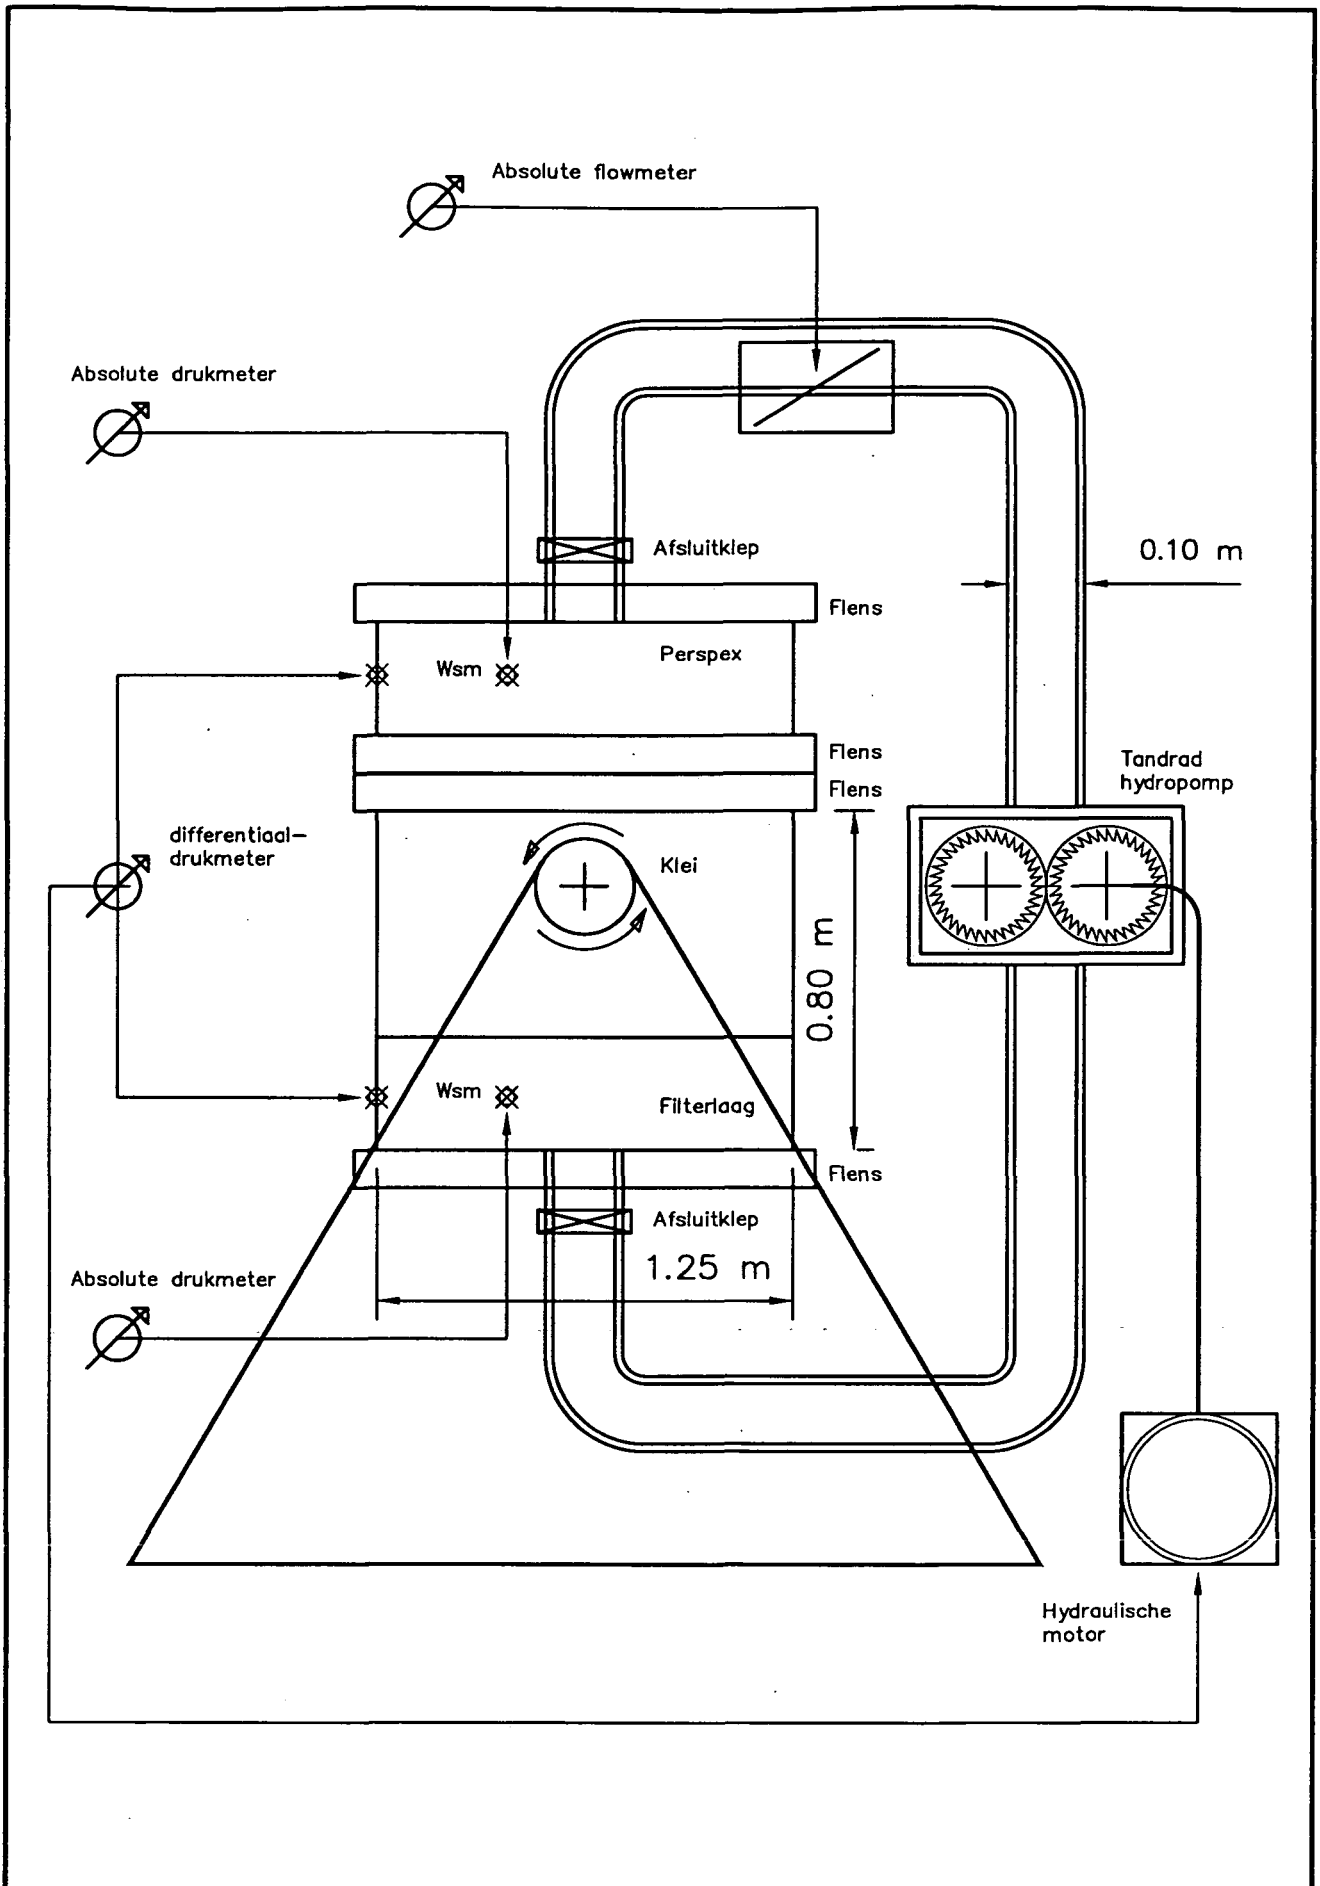 Absolute flowmeter
Absolute drukmeter
Afsluitklep
0.10 m
Flens
Perspex
Wsm
Flens
Tandrad
hydropomp
Flens
differentiaal-
drukmeter
Klei
0.80 m
Wsm
Filterlaag
Flens
Afsluitklep
1.25 m
Absolute drukmeter
Hydraulische
motor